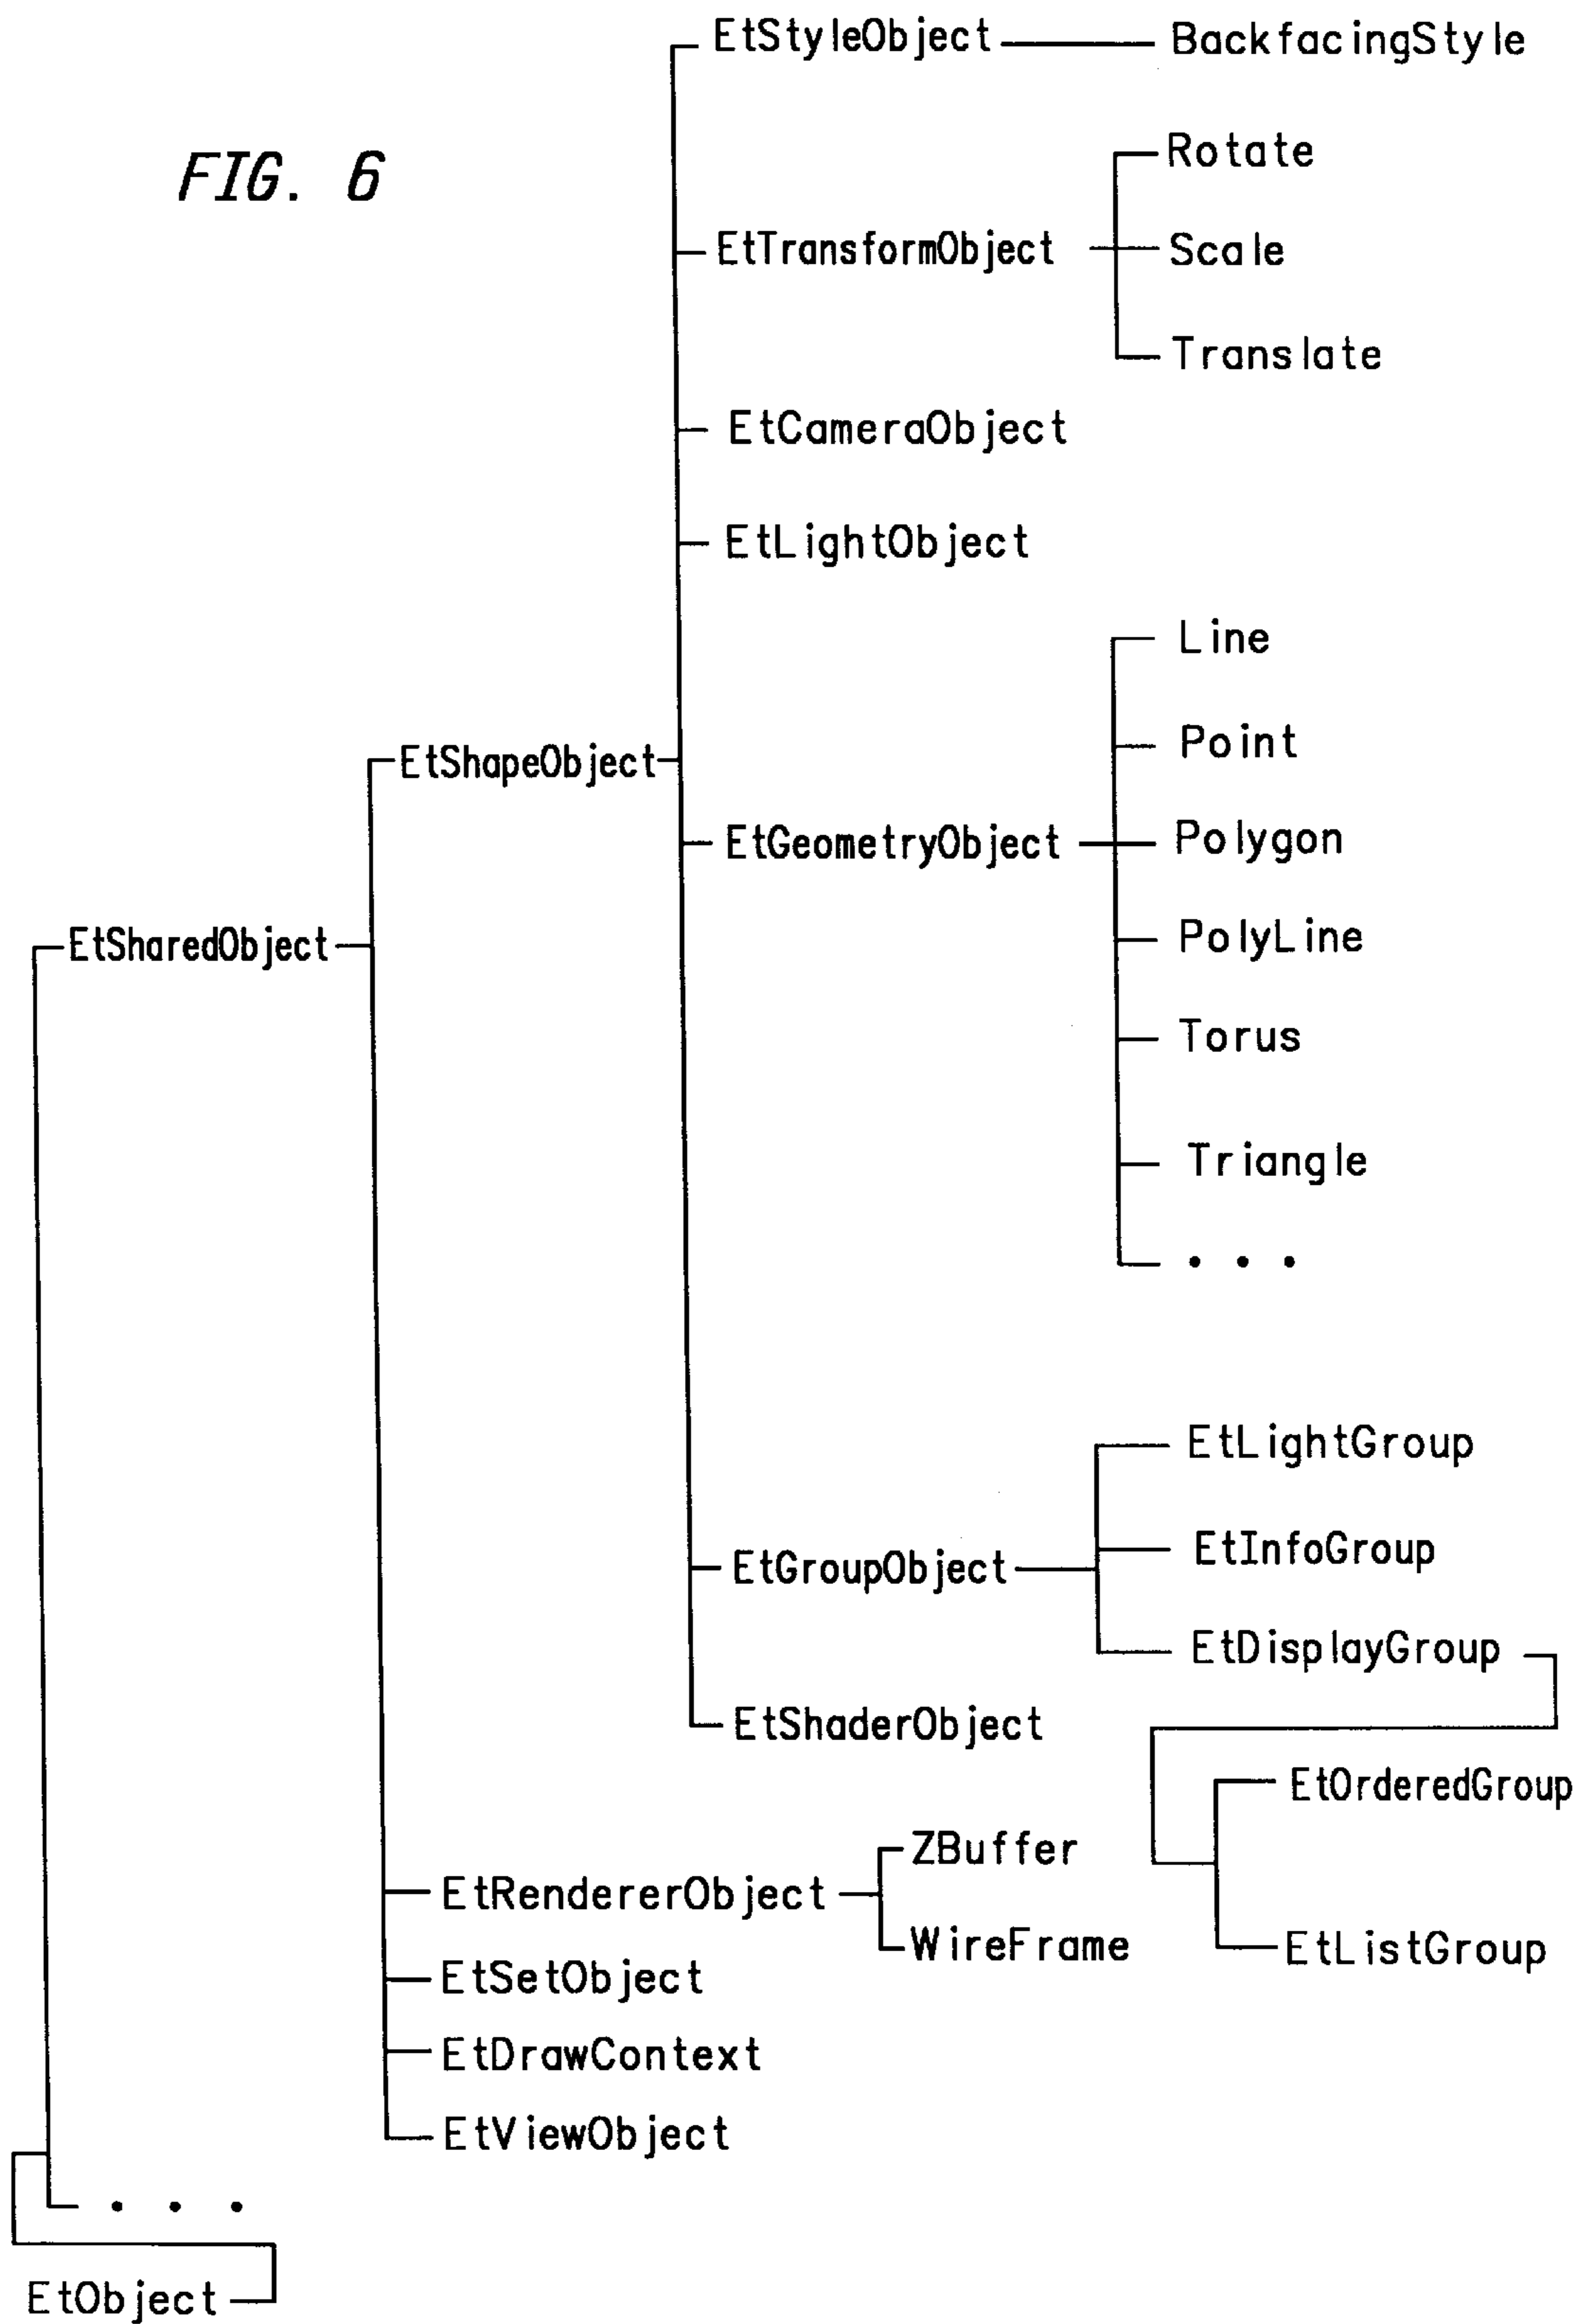 EtStyleObject BackfacingStyle
FIG. 6
Rotate
EtTransformObject Scale
Translate
EtCameraObject
EtLightObject
Line
Point
EtShapeObject
EtGeometryObject Polygon
EtSharedObject PolyLine
Torus
Triangle
. . .
EtLightGroup
EtInfoGroup
EtGroupObject
EtDisplayGroup
EtShaderObject
EtOrderedGroup
ZBuffer
EtRendererObject
WireFrame EtListGroup
EtSetObject
EtDrawContext
EtViewObject
. . .
EtObject